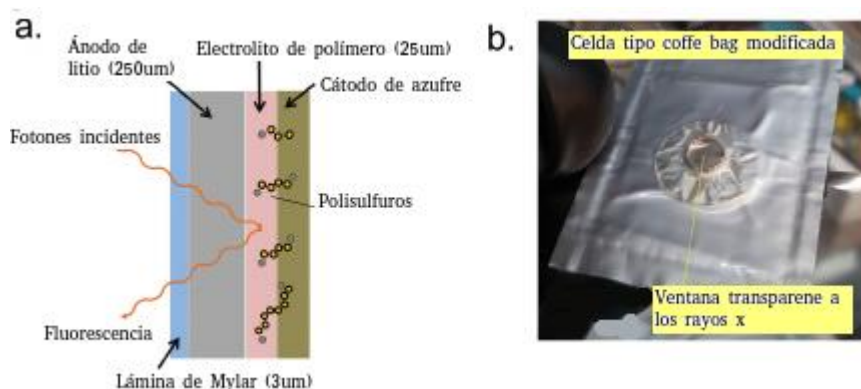 a.
Ánodo de
litio (250um)
Electrolito de polímero (25um)
Cátodo de azufre
Fotones incidentes
Polisulfuros
Fluorescencia
Lámina de Mylar (3um)
b.
Celda tipo coffe bag modificada
Ventana transparene a
los rayos x